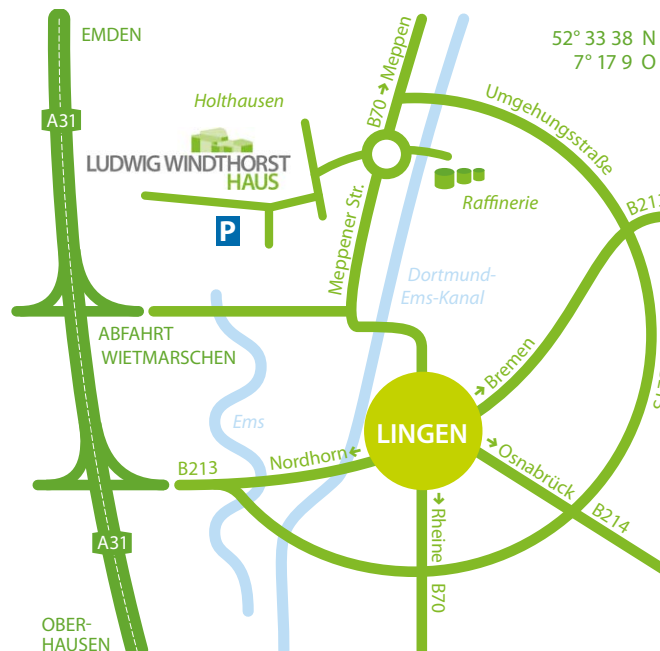 EMDEN
52° 33 38 N
7° 17 9 O
B70 → Meppen
Umgehungsstraße
A31
Holthausen
LUDWIG WINDTHORST
HAUS
Raffinerie
B213
P
Meppener Str.
Dortmund-
Ems-Kanal
ABFAHRT
WIETMARSCHEN
→ Bremen
Ems
LINGEN
B213
Nordhorn ←
→ Osnabrück
B214
→ Rheine
B70
A31
OBER-
HAUSEN